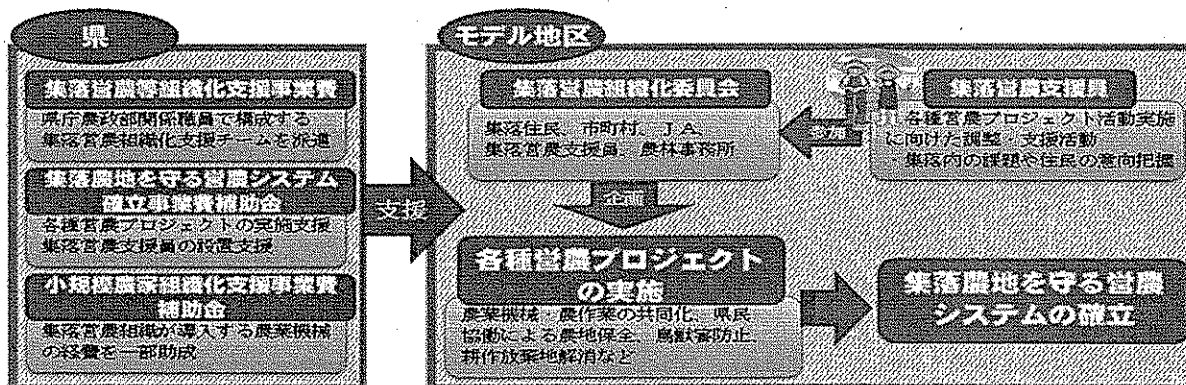 県
集落営農等組織化支援事業費
県庁農政部関係職員で構成する
集落営農組織化支援チームを派遣
集落農地を守る営農システム
確立事業費補助金
各種営農プロジェクトの実施支援
集落営農支援員の設置支援
小規模農家組織化支援事業費
補助金
集落営農組織が導入する農業機械
の経費を一部助成
支援
モデル地区
集落営農組織化委員会
集落住民、市町村、JA、
集落営農支援員、農林事務所
集落営農支援員
各種営農プロジェクト活動実施
に向けた調整・支援活動
・集落内の課題や住民の意向把握
企画
各種営農プロジェクト
の実施
農業機械・農作業の共同化、県民
協働による農地保全、鳥獣害防止、
耕作放棄地解消など
集落農地を守る営農
システムの確立